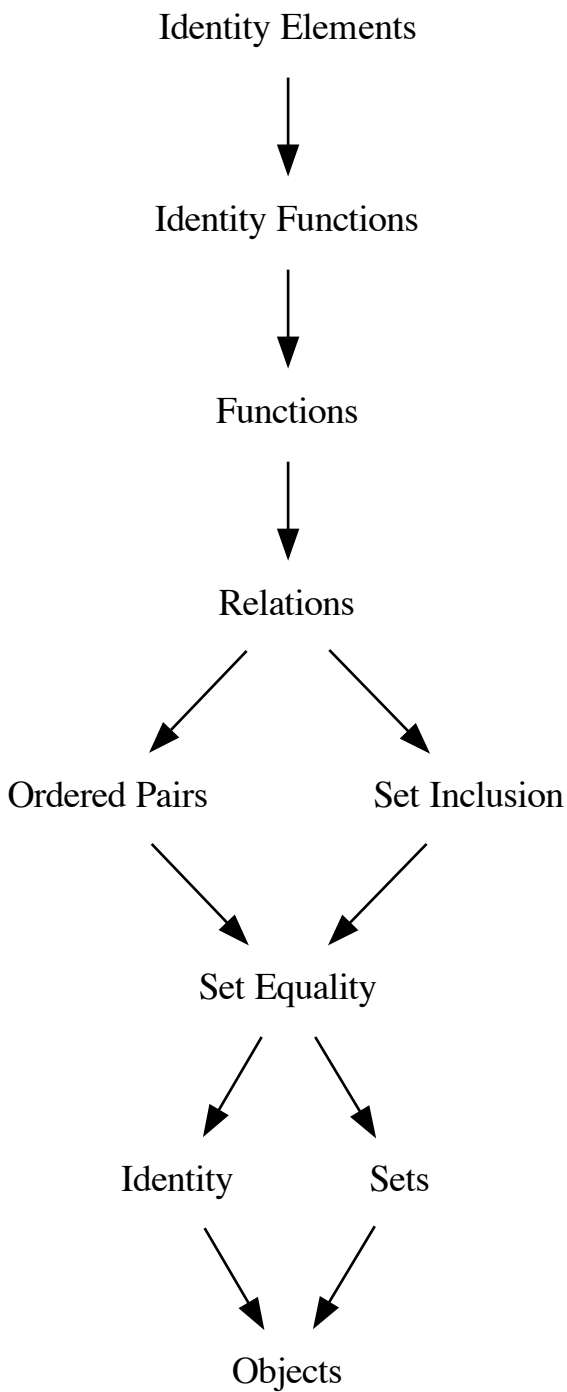 Identity Elements
Identity Functions
Functions
Relations
Ordered Pairs
Set Inclusion
Set Equality
Identity
Sets
Objects